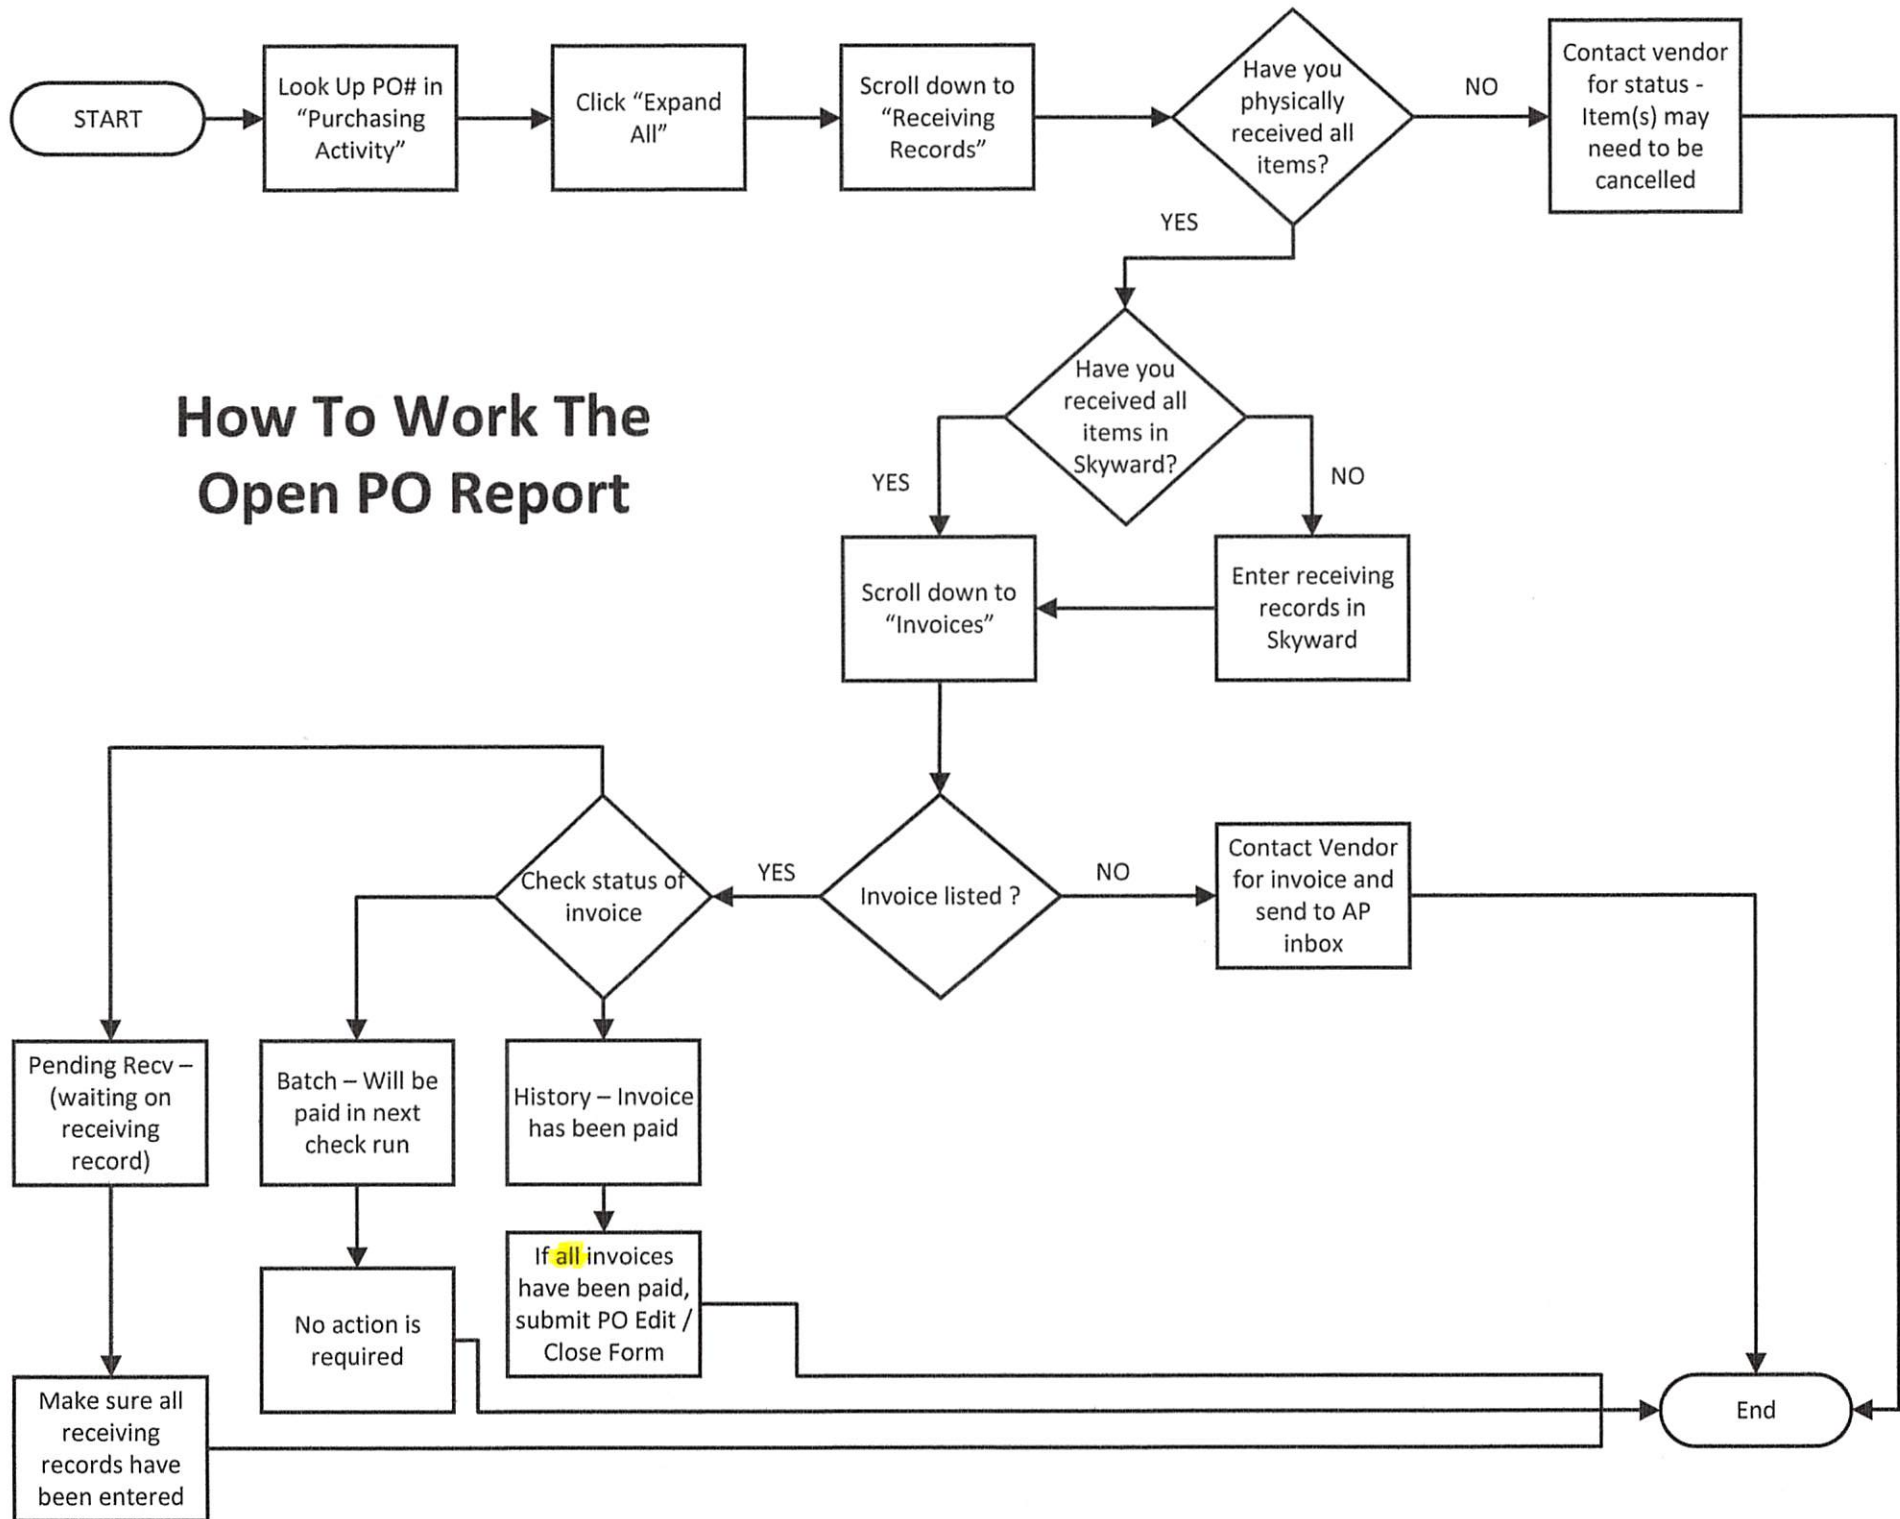 START
Look Up PO# in
“Purchasing
Activity”
Click “Expand
All”
Scroll down to
“Receiving
Records”
Have you
physically
received all
items?
NO
Contact vendor
for status -
Item(s) may
need to be
cancelled
YES
Have you
received all
items in
Skyward?
How To Work The
Open PO Report
YES
NO
Scroll down to
“Invoices”
Enter receiving
records in
Skyward
Check status of
invoice
YES
Invoice listed ?
NO
Contact Vendor
for invoice and
send to AP
inbox
Pending Recv –
(waiting on
receiving
record)
Batch – Will be
paid in next
check run
History – Invoice
has been paid
If all invoices
have been paid,
submit PO Edit /
Close Form
No action is
required
Make sure all
receiving
records have
been entered
End